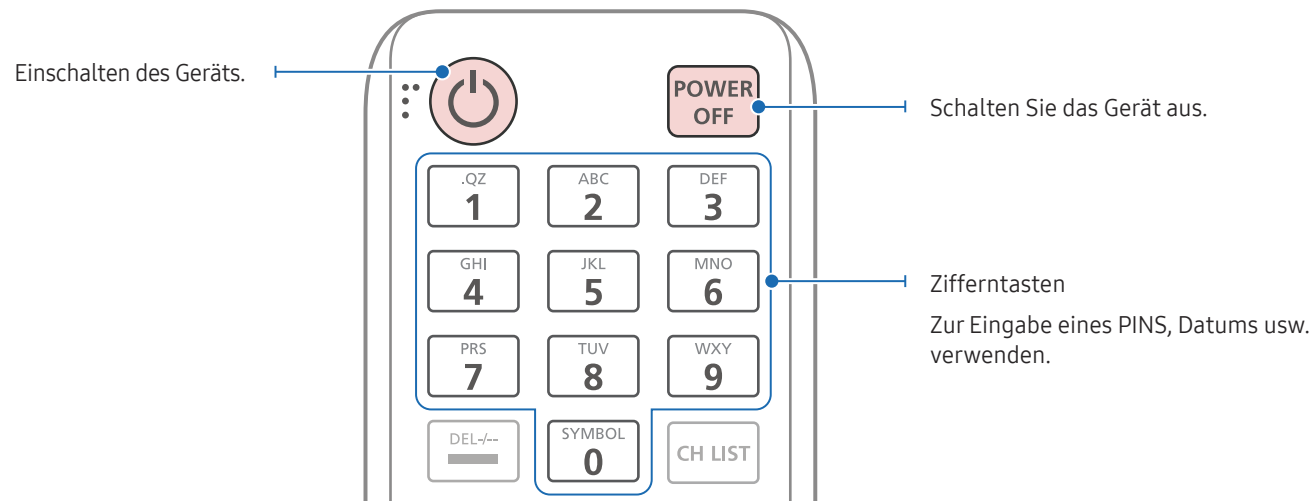 Einschalten des Geräts.
POWER
OFF
Schalten Sie das Gerät aus.
.QZ
1
ABC
2
DEF
3
GHI
4
JKL
5
MNO
6
Zifferntasten
Zur Eingabe eines PINS, Datums usw.
verwenden.
PRS
7
TUV
8
WXY
9
DEL-/--
SYMBOL
0
CH LIST